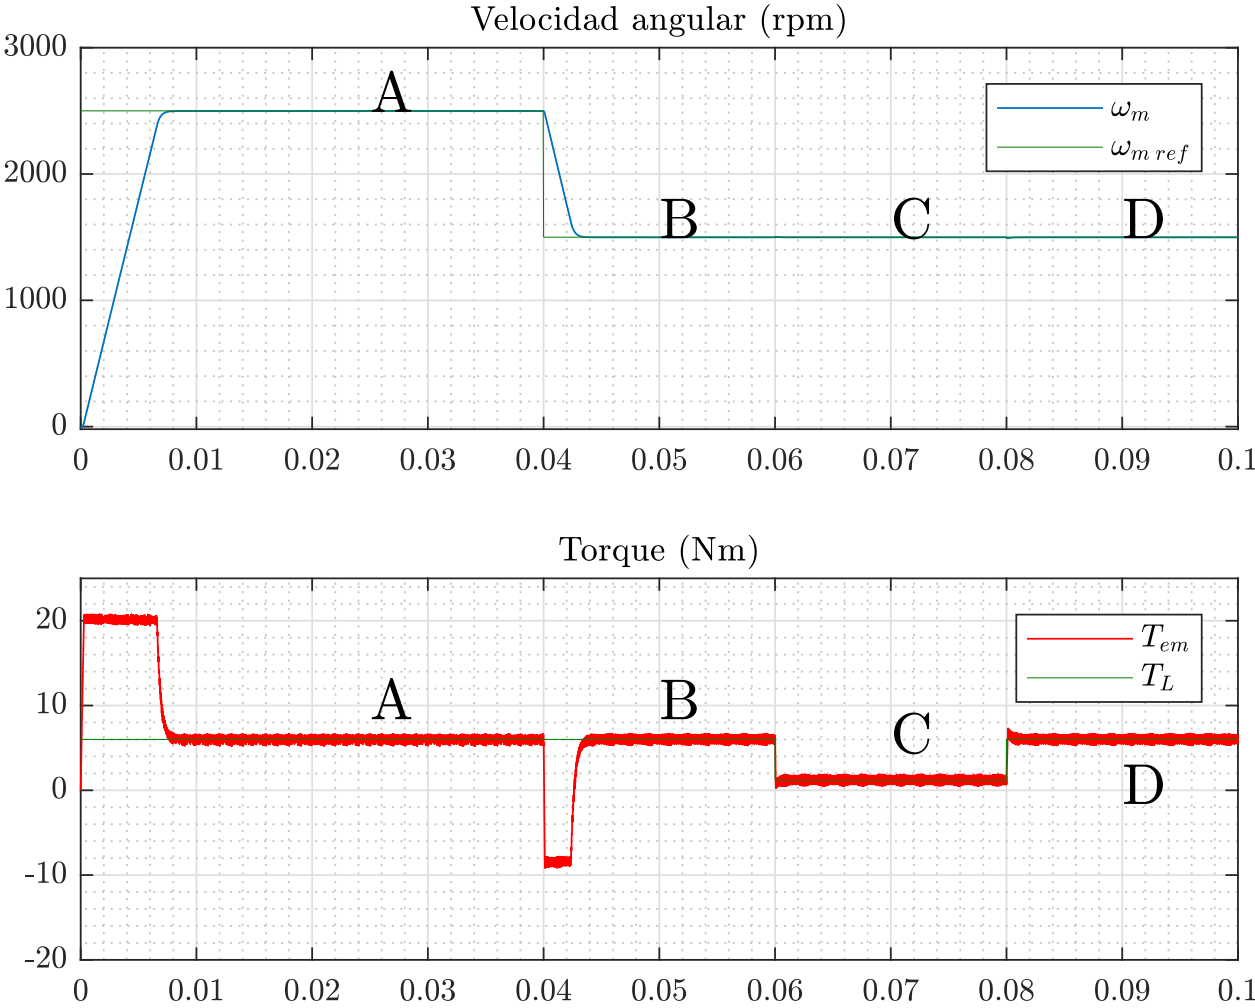 Velocidad angular (rpm)
3000
2000
1000
0
A
B
C
D
ω_m
ω_{m ref}
0 0.01 0.02 0.03 0.04 0.05 0.06 0.07 0.08 0.09 0.1
Torque (Nm)
20
10
0
-10
-20
A
B
C
D
T_{em}
T_L
0 0.01 0.02 0.03 0.04 0.05 0.06 0.07 0.08 0.09 0.1